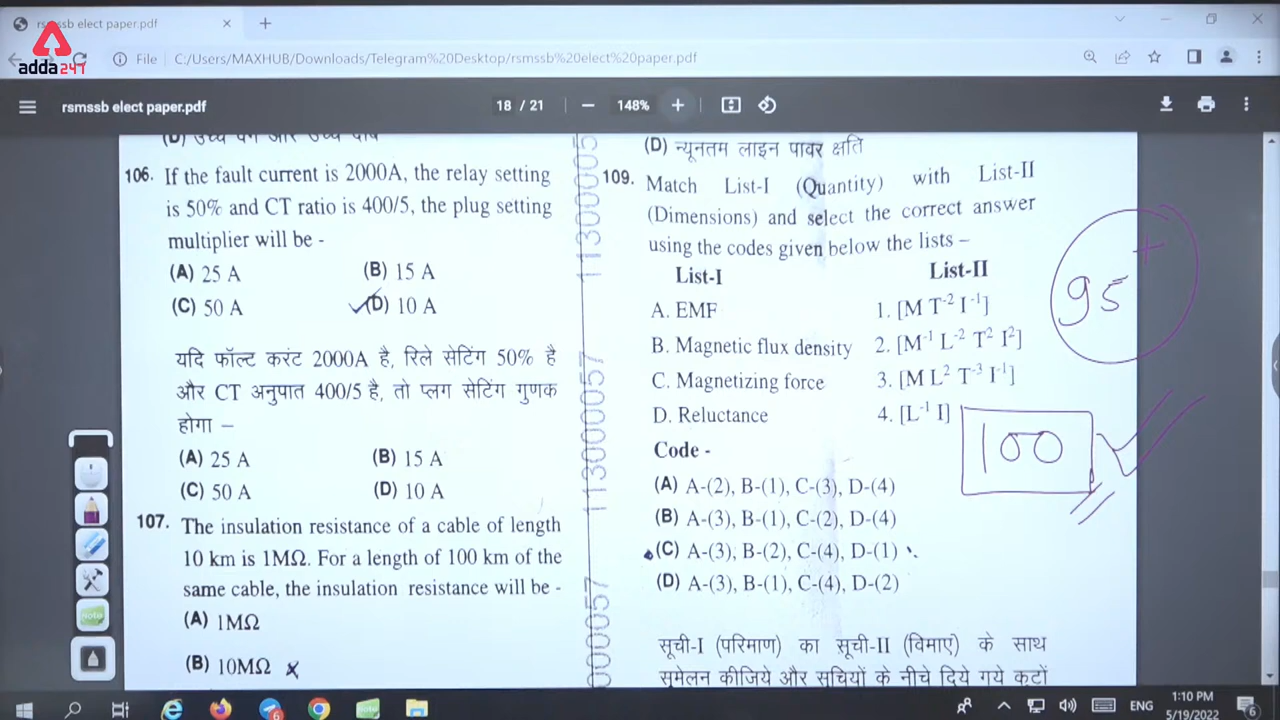 rsmssb elect paper.pdf
adda247
File
C:/Users/MAXHUB/Downloads/Telegram%20Desktop/rsmssb%20elect%20paper.pdf
rsmssb elect paper.pdf
18 / 21
148%
(D) उच्च वेग और उच्च दाब
106. If the fault current is 2000A, the relay setting
is 50% and CT ratio is 400/5, the plug setting
multiplier will be -
(A) 25 A
(B) 15 A
(C) 50 A
(D) 10 A
यदि फॉल्ट करंट 2000A है, रिले सेटिंग 50% है
और CT अनुपात 400/5 है, तो प्लग सेटिंग गुणक
होगा –
(A) 25 A
(B) 15 A
(C) 50 A
(D) 10 A
107. The insulation resistance of a cable of length
10 km is 1MΩ. For a length of 100 km of the
same cable, the insulation resistance will be -
(A) 1MΩ
(B) 10MΩ
1130000057
1130000057
(D) न्यूनतम लाइन पावर क्षति
109. Match List-I (Quantity) with List-II
(Dimensions) and select the correct answer
using the codes given below the lists –
List-I
List-II
A. EMF
1. [M T⁻² I⁻¹]
B. Magnetic flux density
2. [M⁻¹ L⁻² T² I²]
C. Magnetizing force
3. [M L² T⁻³ I⁻¹]
D. Reluctance
4. [L⁻¹ I]
Code -
(A) A-(2), B-(1), C-(3), D-(4)
(B) A-(3), B-(1), C-(2), D-(4)
(C) A-(3), B-(2), C-(4), D-(1)
(D) A-(3), B-(1), C-(4), D-(2)
सूची-I (परिमाण) का सूची-II (विमाए) के साथ
सुमेलन कीजिये और सूचियों के नीचे दिये गये कूटों
95+
100
Note
ENG
1:10 PM
5/19/2022
6